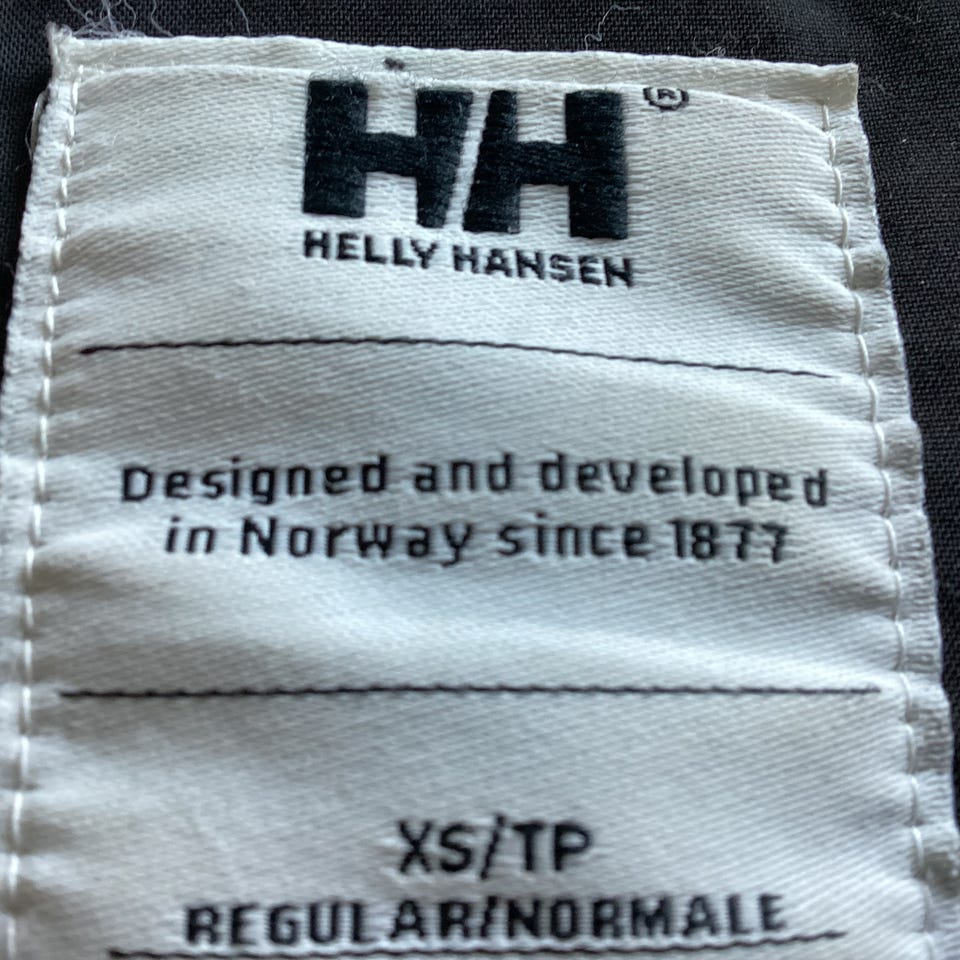 HH®
HELLY HANSEN
Designed and developed
in Norway since 1877
XS/TP
REGULAR/NORMALE